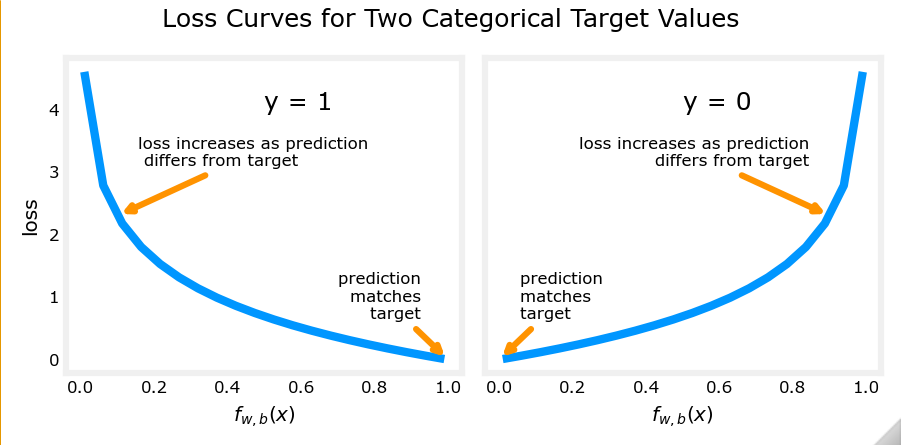 Loss Curves for Two Categorical Target Values
y = 1
loss increases as prediction
differs from target
prediction
matches
target
loss
4
3
2
1
0
0.0 0.2 0.4 0.6 0.8 1.0
f_{w,b}(x)
y = 0
loss increases as prediction
differs from target
prediction
matches
target
0.0 0.2 0.4 0.6 0.8 1.0
f_{w,b}(x)